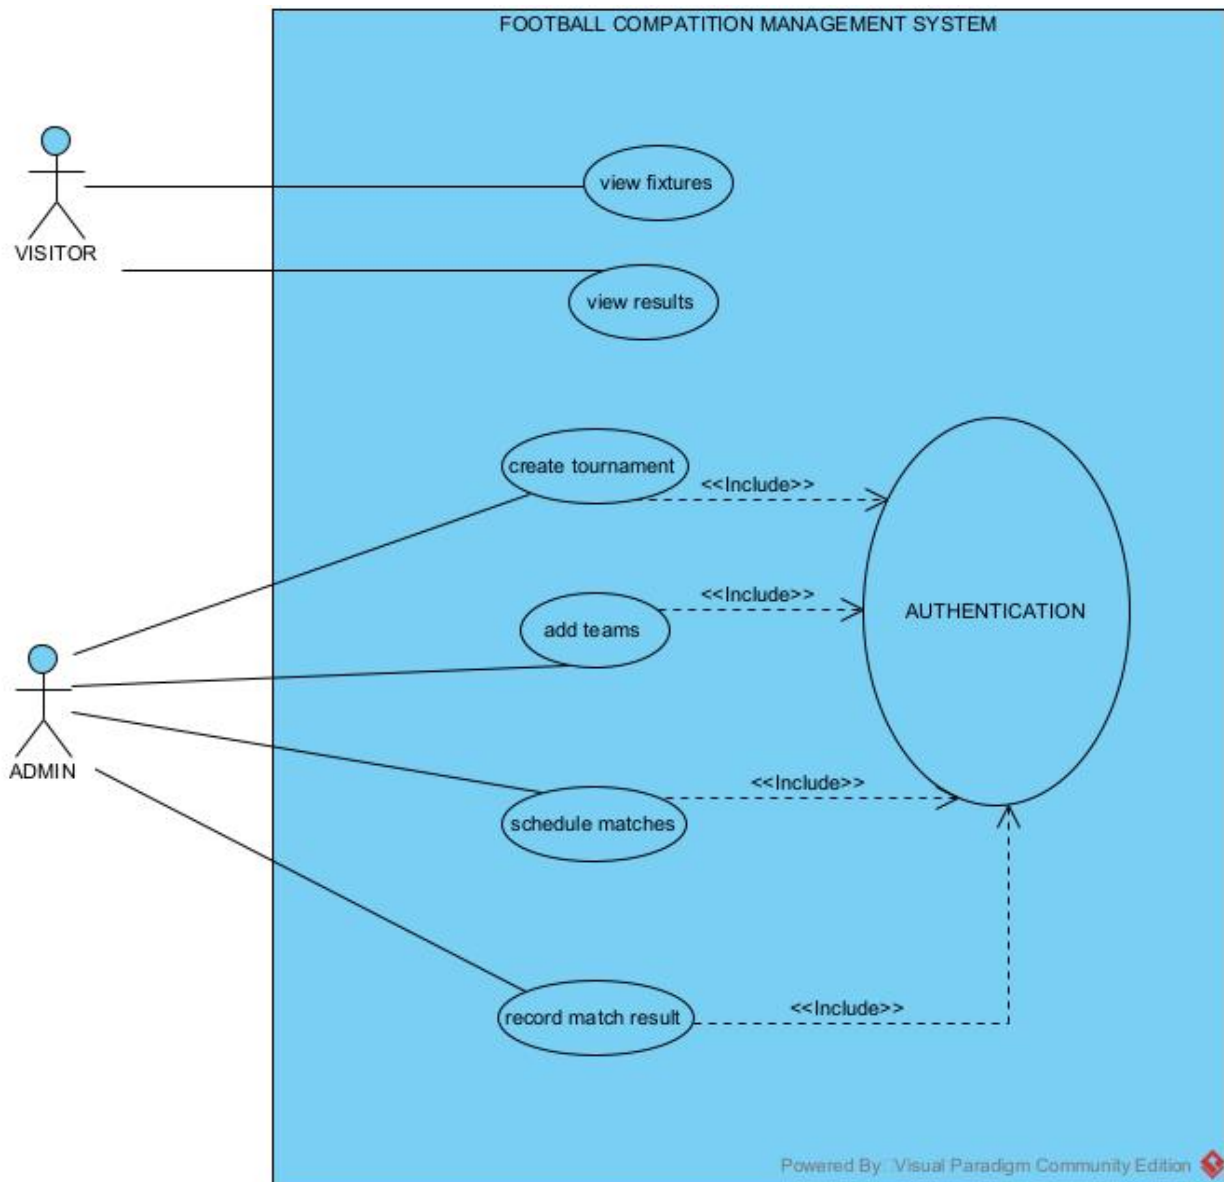 FOOTBALL COMPATITION MANAGEMENT SYSTEM
view fixtures
VISITOR
view results
create tournament
<<Include>>
<<Include>>
add teams
AUTHENTICATION
ADMIN
<<Include>>
schedule matches
<<Include>>
record match result
Powered By: Visual Paradigm Community Edition